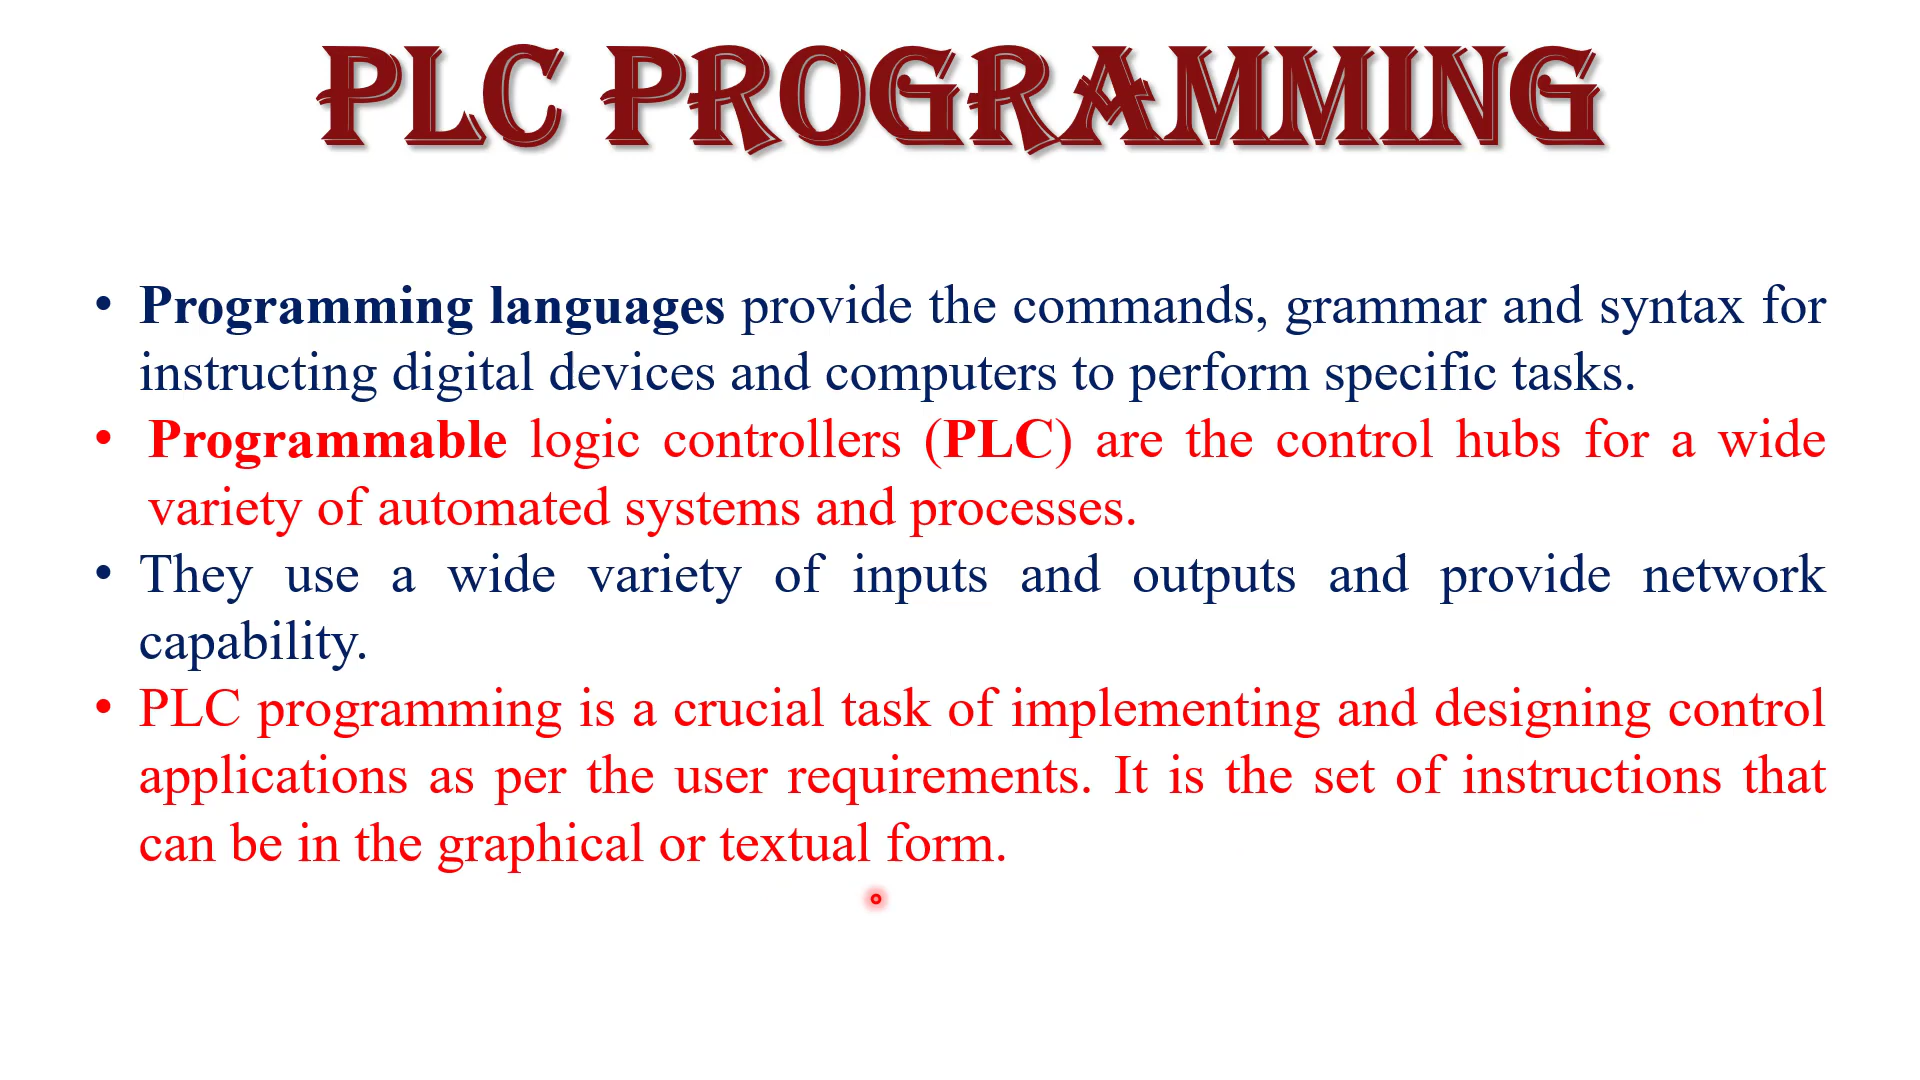 PLC PROGRAMMING
• Programming languages provide the commands, grammar and syntax for
instructing digital devices and computers to perform specific tasks.
• Programmable logic controllers (PLC) are the control hubs for a wide
variety of automated systems and processes.
• They use a wide variety of inputs and outputs and provide network
capability.
• PLC programming is a crucial task of implementing and designing control
applications as per the user requirements. It is the set of instructions that
can be in the graphical or textual form.